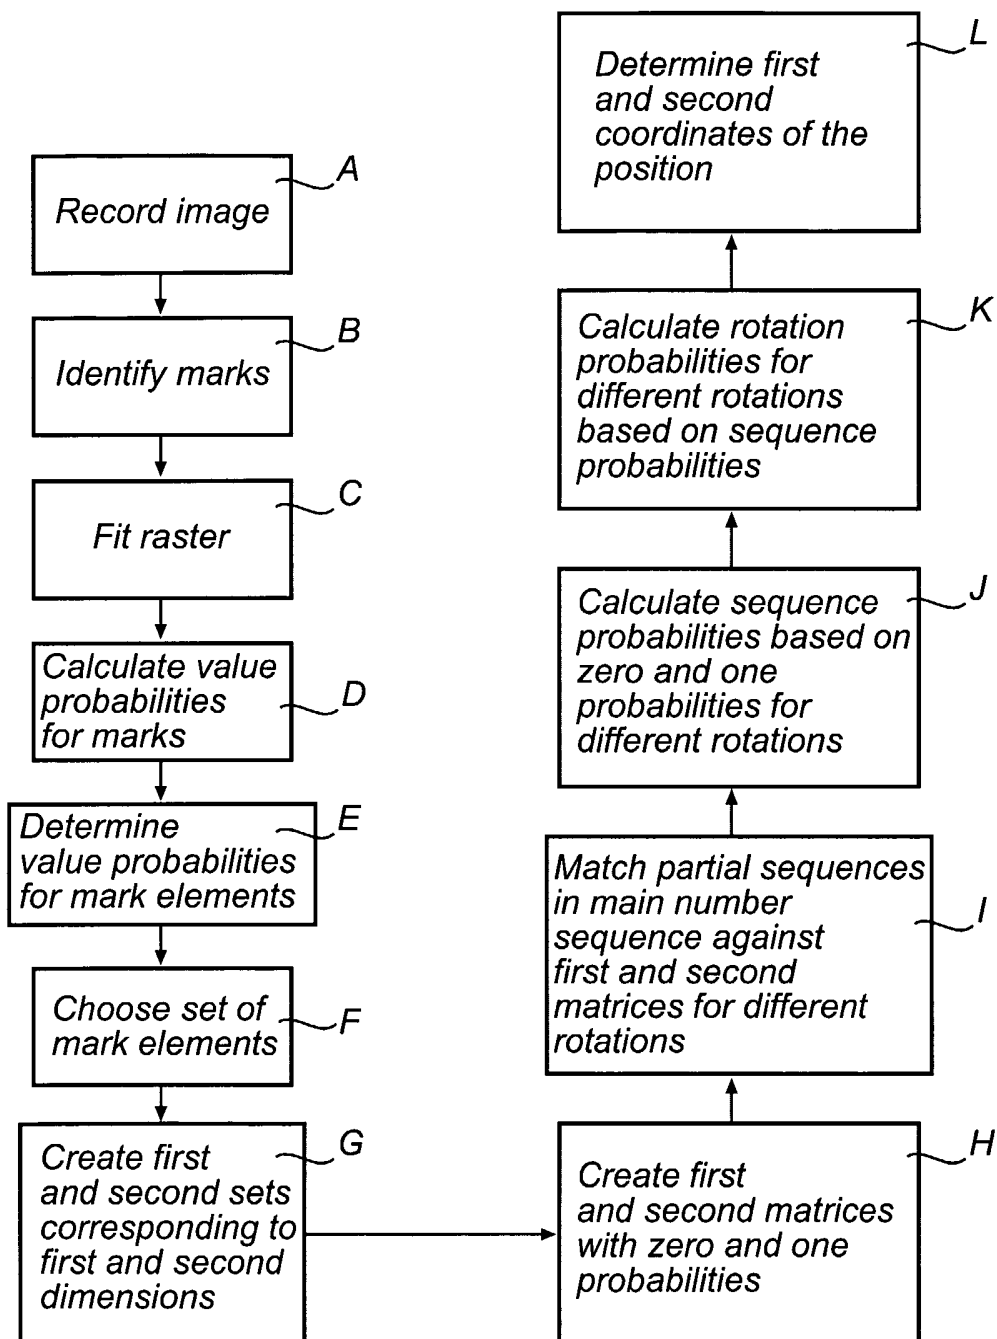 A
Record image
B
Identify marks
C
Fit raster
D
Calculate value
probabilities
for marks
E
Determine
value probabilities
for mark elements
F
Choose set of
mark elements
G
Create first
and second sets
corresponding to
first and second
dimensions
H
Create first
and second matrices
with zero and one
probabilities
I
Match partial sequences
in main number
sequence against
first and second
matrices for different
rotations
J
Calculate sequence
probabilities based on
zero and one
probabilities for
different rotations
K
Calculate rotation
probabilities for
different rotations
based on sequence
probabilities
L
Determine first
and second
coordinates of the
position